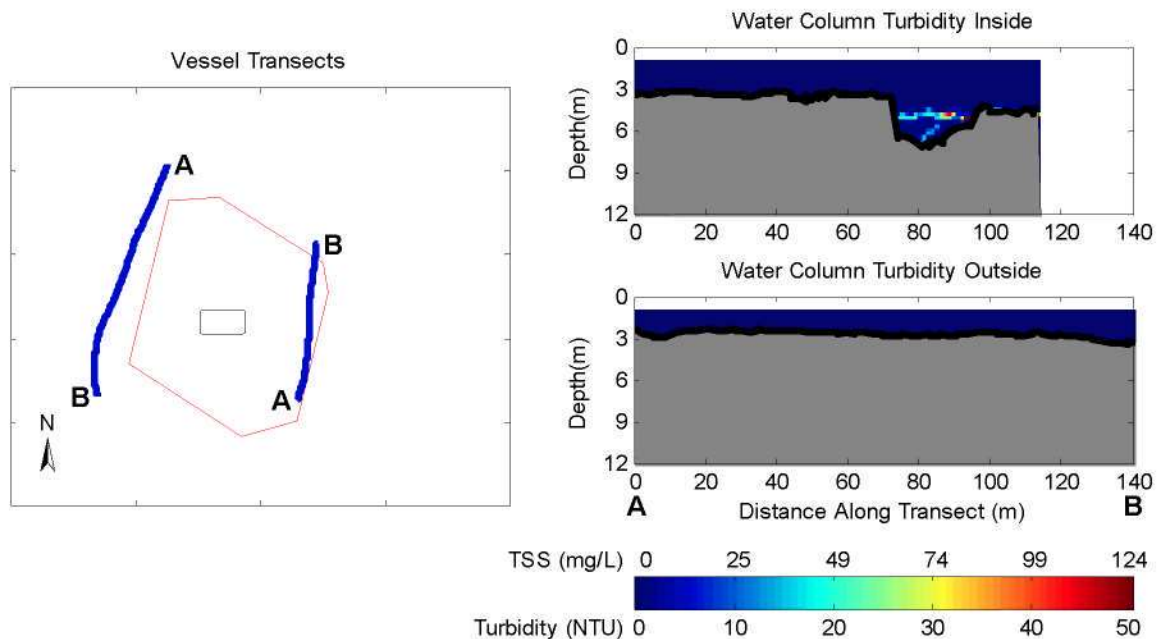 Vessel Transects
A
B
B
A
N
Water Column Turbidity Inside
0
3
6
9
12
Depth(m)
0 20 40 60 80 100 120 140
Water Column Turbidity Outside
0
3
6
9
12
Depth(m)
0 20 40 60 80 100 120 140
A Distance Along Transect (m) B
TSS (mg/L) 0 25 49 74 99 124
Turbidity (NTU) 0 10 20 30 40 50